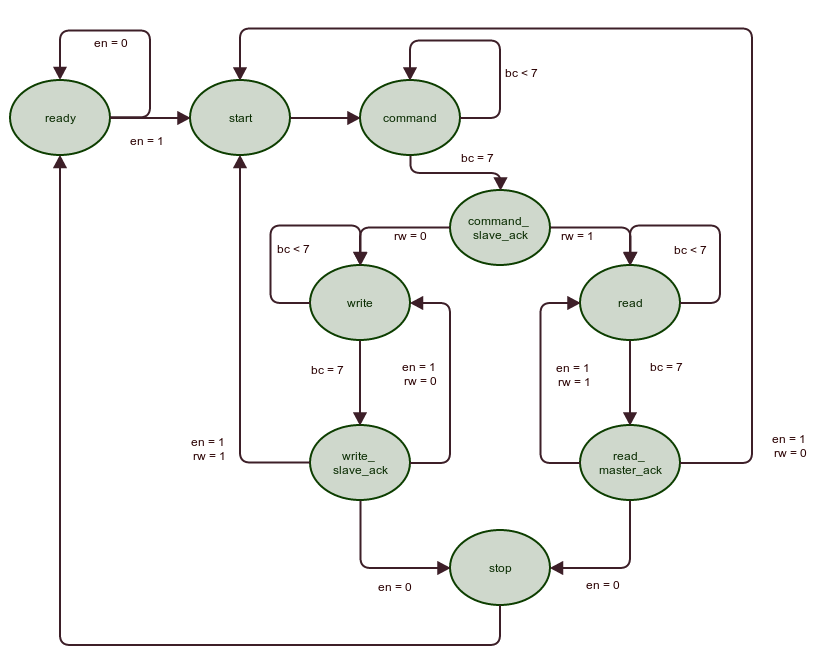 en = 0
ready
en = 1
start
command
bc < 7
bc = 7
command_
slave_ack
rw = 0
rw = 1
bc < 7
bc < 7
write
read
bc = 7
en = 1
rw = 0
en = 1
rw = 1
bc = 7
en = 1
rw = 1
write_
slave_ack
read_
master_ack
en = 1
rw = 0
stop
en = 0
en = 0